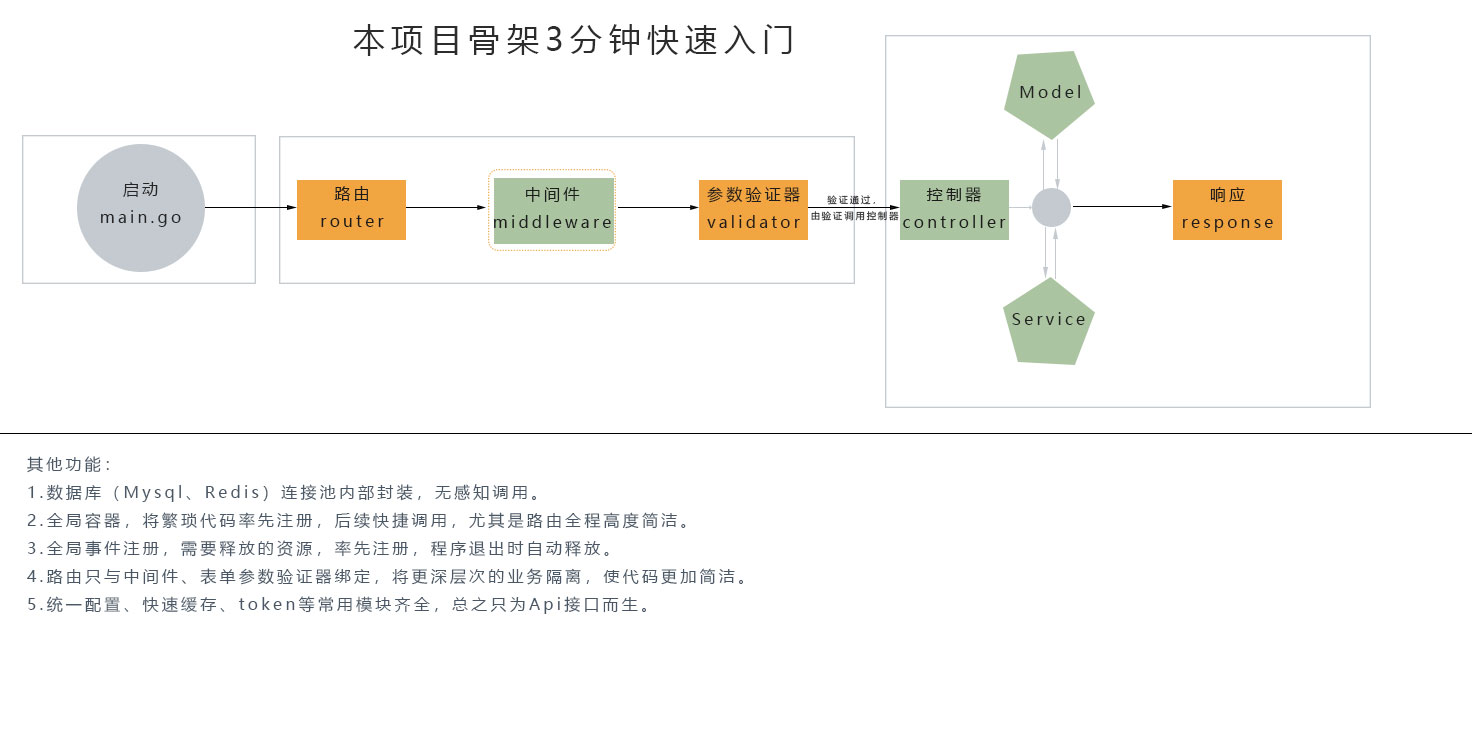 本项目骨架3分钟快速入门
启动
main.go
路由
router
中间件
middleware
参数验证器
validator
验证通过，
由验证调用控制器
控制器
controller
Model
Service
响应
response
其他功能：
1.数据库（Mysql、Redis）连接池内部封装，无感知调用。
2.全局容器，将繁琐代码率先注册，后续快捷调用，尤其是路由全程高度简洁。
3.全局事件注册，需要释放的资源，率先注册，程序退出时自动释放。
4.路由只与中间件、表单参数验证器绑定，将更深层次的业务隔离，使代码更加简洁。
5.统一配置、快速缓存、token等常用模块齐全，总之只为Api接口而生。